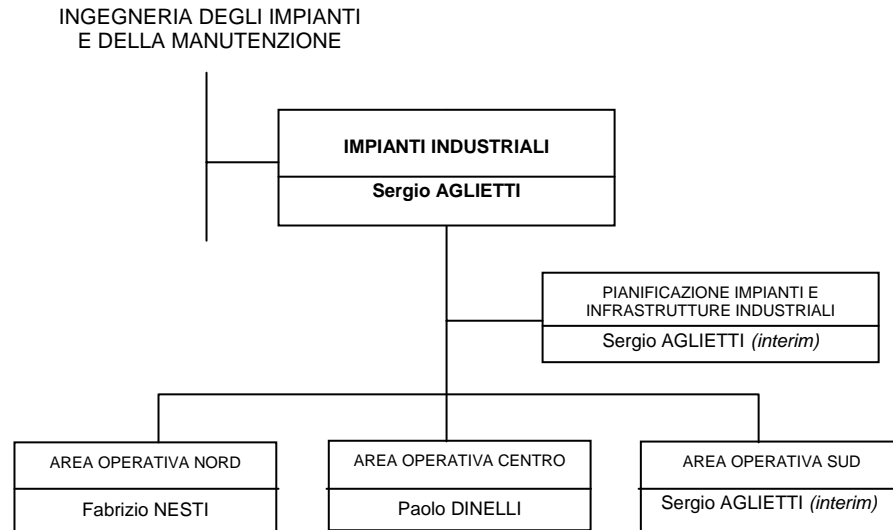 INGEGNERIA DEGLI IMPIANTI
E DELLA MANUTENZIONE
IMPIANTI INDUSTRIALI
Sergio AGLIETTI
PIANIFICAZIONE IMPIANTI E
INFRASTRUTTURE INDUSTRIALI
Sergio AGLIETTI (interim)
AREA OPERATIVA NORD
Fabrizio NESTI
AREA OPERATIVA CENTRO
Paolo DINELLI
AREA OPERATIVA SUD
Sergio AGLIETTI (interim)